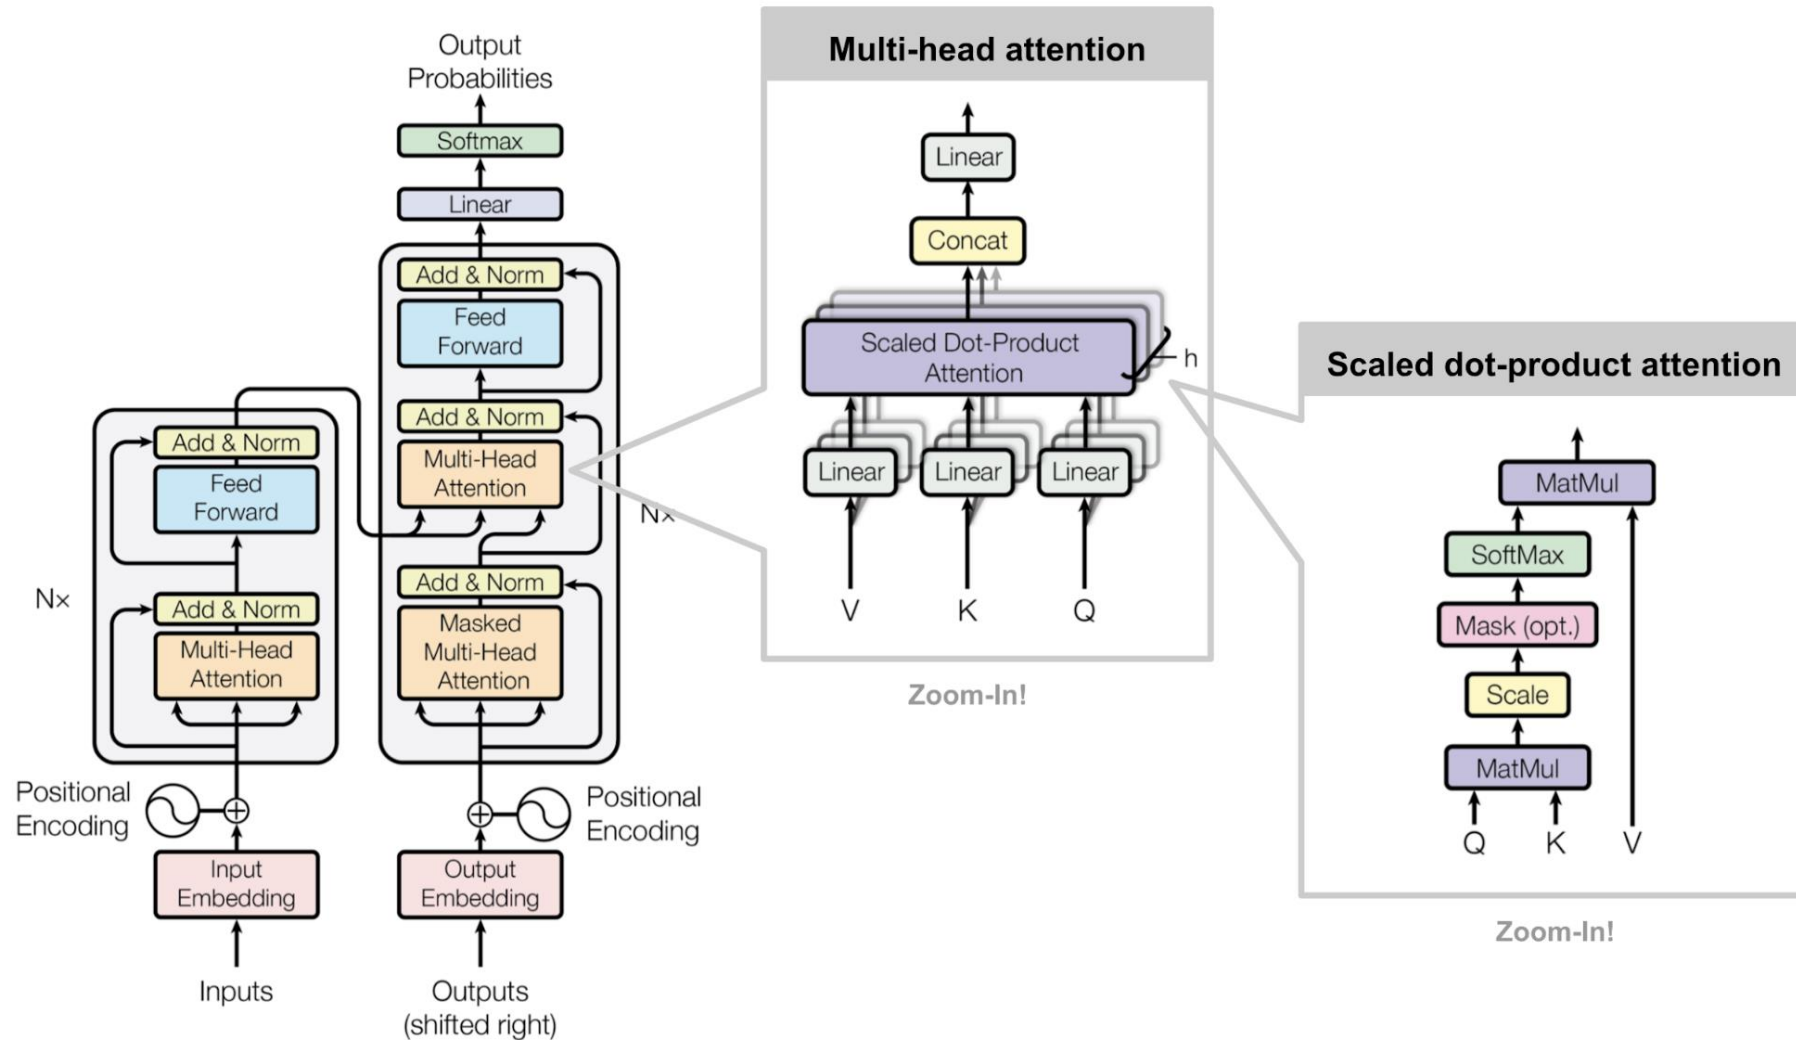 Output
Probabilities
Softmax
Linear
Add & Norm
Feed
Forward
Add & Norm
Multi-Head
Attention
Add & Norm
Masked
Multi-Head
Attention
N×
Add & Norm
Feed
Forward
Add & Norm
Multi-Head
Attention
N×
Positional
Encoding
Positional
Encoding
Input
Embedding
Output
Embedding
Inputs
Outputs
(shifted right)
Multi-head attention
Linear
Concat
Scaled Dot-Product
Attention
h
Linear
Linear
Linear
V
K
Q
Zoom-In!
Scaled dot-product attention
MatMul
SoftMax
Mask (opt.)
Scale
MatMul
Q
K
V
Zoom-In!